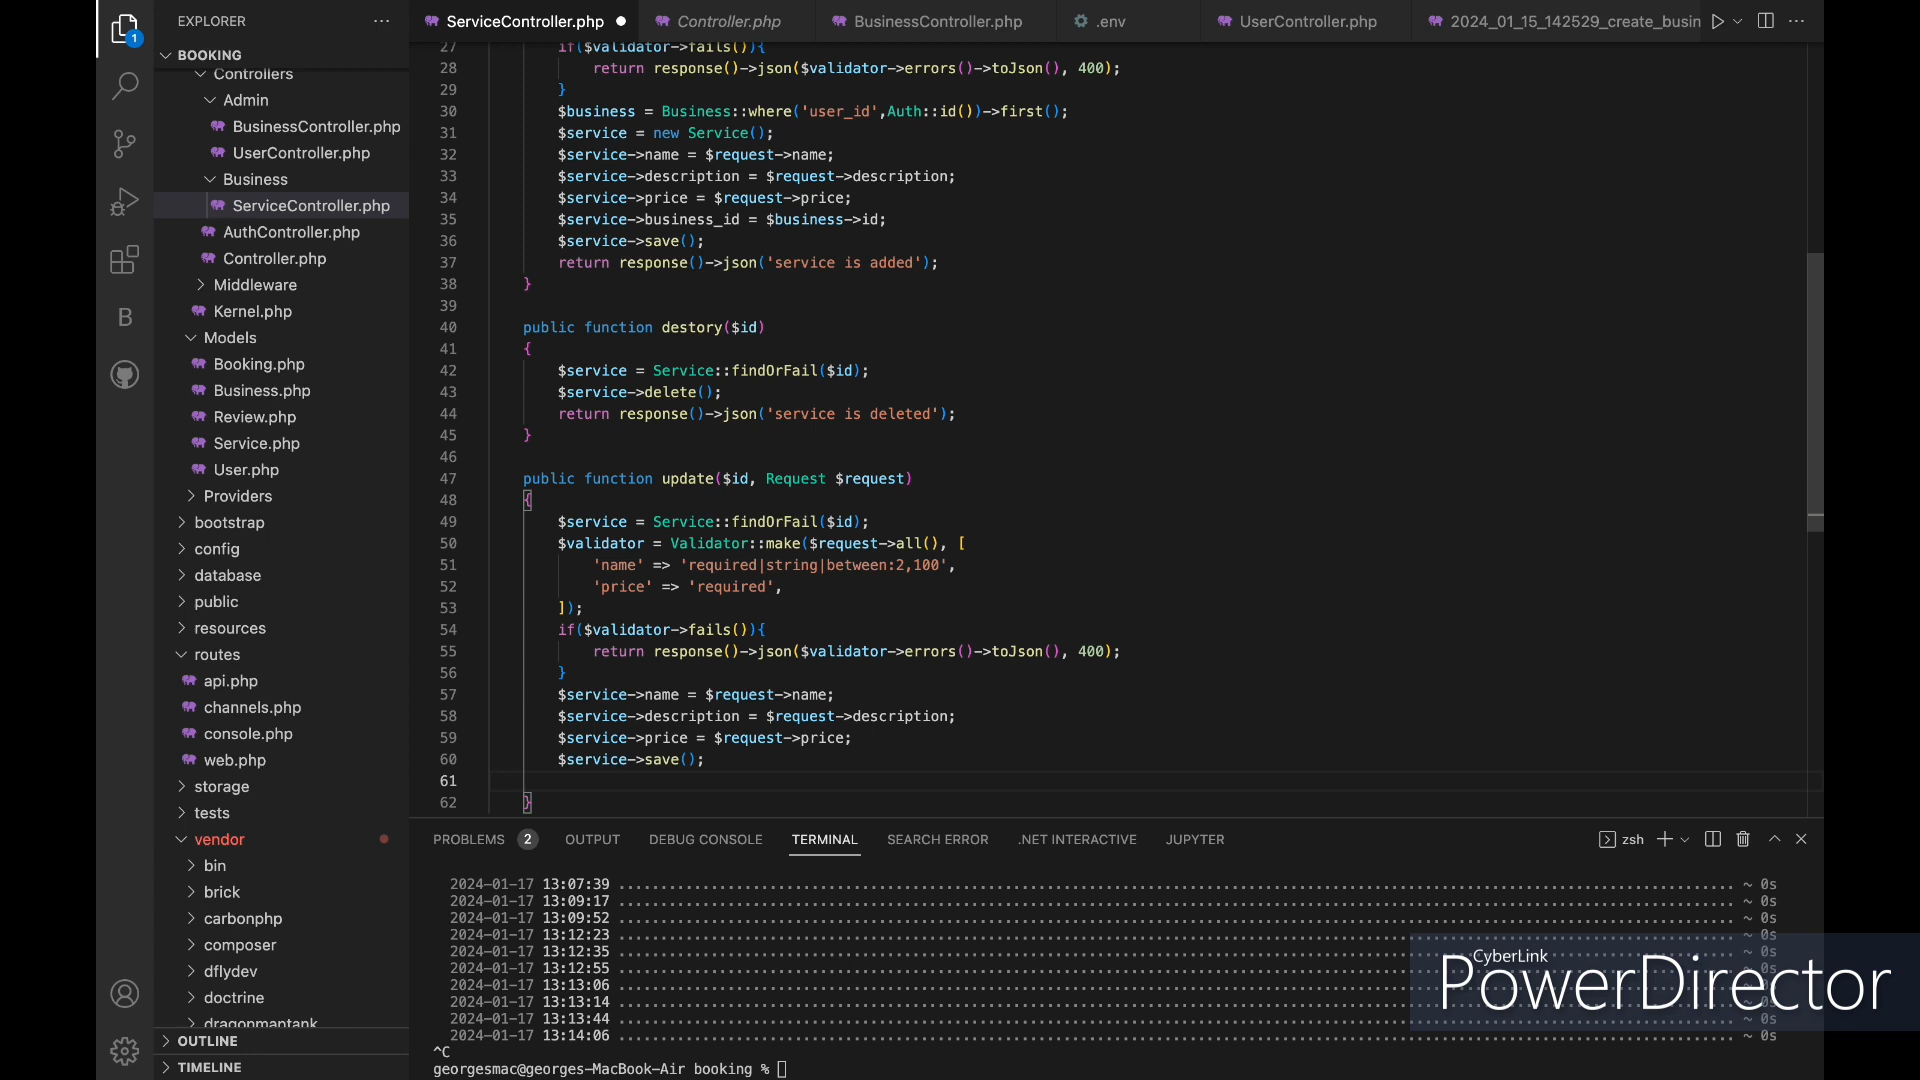 EXPLORER
1
BOOKING
Controllers
Admin
BusinessController.php
UserController.php
Business
ServiceController.php
AuthController.php
Controller.php
Middleware
Kernel.php
Models
Booking.php
Business.php
Review.php
Service.php
User.php
Providers
bootstrap
config
database
public
resources
routes
api.php
channels.php
console.php
web.php
storage
tests
vendor
bin
brick
carbonphp
composer
dflydev
doctrine
dragonmantank
OUTLINE
TIMELINE
ServiceController.php Controller.php BusinessController.php .env UserController.php 2024_01_15_142529_create_busin
27 if($validator->fails()){
28 return response()->json($validator->errors()->toJson(), 400);
29 }
30 $business = Business::where('user_id',Auth::id())->first();
31 $service = new Service();
32 $service->name = $request->name;
33 $service->description = $request->description;
34 $service->price = $request->price;
35 $service->business_id = $business->id;
36 $service->save();
37 return response()->json('service is added');
38 }
39
40 public function destory($id)
41 {
42 $service = Service::findOrFail($id);
43 $service->delete();
44 return response()->json('service is deleted');
45 }
46
47 public function update($id, Request $request)
48 {
49 $service = Service::findOrFail($id);
50 $validator = Validator::make($request->all(), [
51 'name' => 'required|string|between:2,100',
52 'price' => 'required',
53 ]);
54 if($validator->fails()){
55 return response()->json($validator->errors()->toJson(), 400);
56 }
57 $service->name = $request->name;
58 $service->description = $request->description;
59 $service->price = $request->price;
60 $service->save();
61
62 }
PROBLEMS 2 OUTPUT DEBUG CONSOLE TERMINAL SEARCH ERROR .NET INTERACTIVE JUPYTER zsh
2024-01-17 13:07:39 ........ ~ 0s
2024-01-17 13:09:17 ........ ~ 0s
2024-01-17 13:09:52 ........ ~ 0s
2024-01-17 13:12:23 ........ ~ 0s
2024-01-17 13:12:35 ........ ~ 0s
2024-01-17 13:12:55 ........ ~ 0s
2024-01-17 13:13:06 ........ ~ 0s
2024-01-17 13:13:14 ........ ~ 0s
2024-01-17 13:13:44 ........ ~ 0s
2024-01-17 13:14:06 ........ ~ 0s
^C
georgesmac@georges-MacBook-Air booking %
CyberLink
PowerDirector